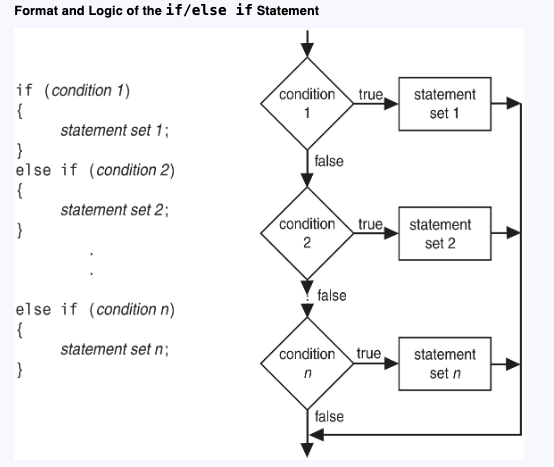 Format and Logic of the if/else if Statement
if (condition 1)
{
statement set 1;
}
else if (condition 2)
{
statement set 2;
}
.
.
else if (condition n)
{
statement set n;
}
condition
1
true
statement
set 1
false
condition
2
true
statement
set 2
false
condition
n
true
statement
set n
false